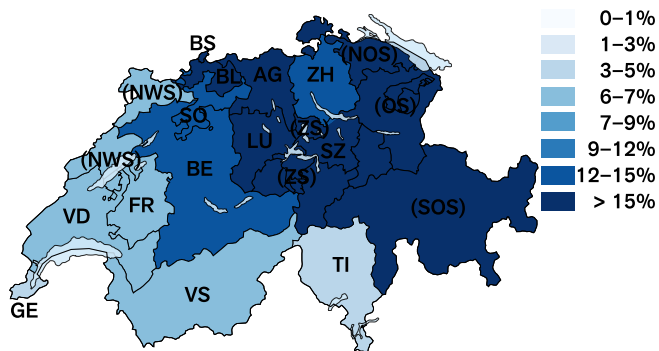 BS
BL
AG
ZH
(NOS)
(NWS)
SO
(OS)
(NWS)
LU
(ZS)
SZ
BE
(ZS)
VD
FR
(SOS)
TI
VS
GE
0–1%
1–3%
3–5%
6–7%
7–9%
9–12%
12–15%
> 15%